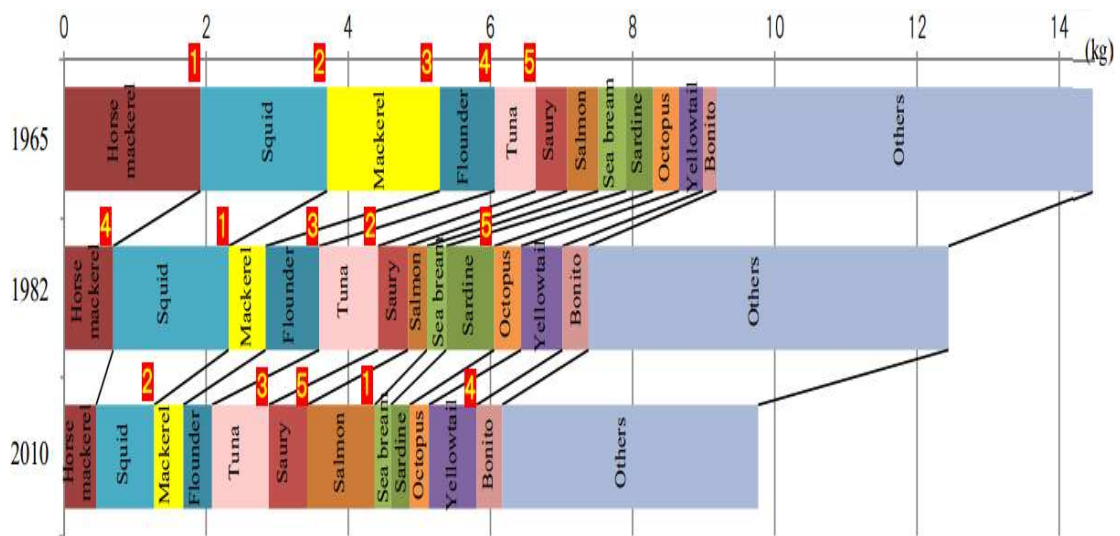 0 2 4 6 8 10 12 14
(kg)
1 2 3 4 5
1965
Horse mackerel
Squid
Mackerel
Flounder
Tuna
Saury
Salmon
Sea bream
Sardine
Octopus
Yellowtail
Bonito
Others
4 1 3 2 5
1982
Horse mackerel
Squid
Mackerel
Flounder
Tuna
Saury
Salmon
Sea bream
Sardine
Octopus
Yellowtail
Bonito
Others
2 3 5 1 4
2010
Horse mackerel
Squid
Mackerel
Flounder
Tuna
Saury
Salmon
Sea bream
Sardine
Octopus
Yellowtail
Bonito
Others